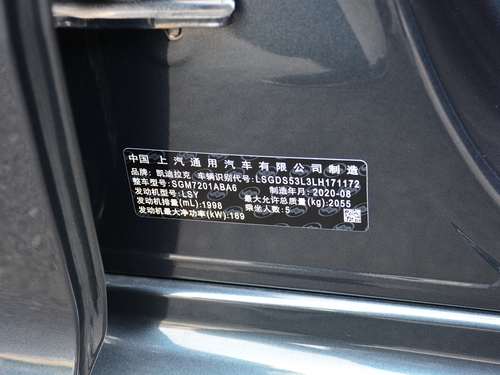 中国 上汽通用汽车有限公司制造
品牌：凯迪拉克 车辆识别代号：LSGDS53L3LH171172
整车型号：SGM7201ABA6 制造年月：2020-08
发动机型号：LSY 最大允许总质量(kg)：2055
发动机排量(mL)：1998 乘坐人数：5
发动机最大净功率(kW)：169